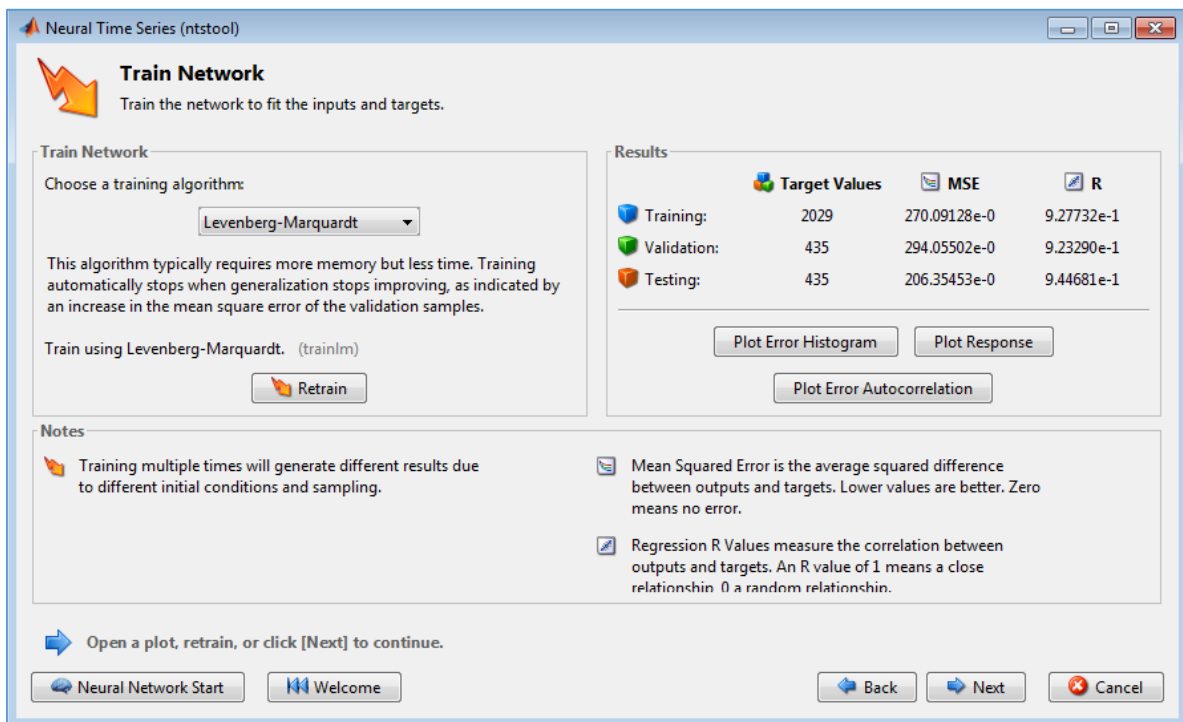 Neural Time Series (ntstool)
Train Network
Train the network to fit the inputs and targets.
Train Network
Choose a training algorithm:
Levenberg-Marquardt
This algorithm typically requires more memory but less time. Training
automatically stops when generalization stops improving, as indicated by
an increase in the mean square error of the validation samples.
Train using Levenberg-Marquardt. (trainlm)
Retrain
Results
Target Values MSE R
Training: 2029 270.09128e-0 9.27732e-1
Validation: 435 294.05502e-0 9.23290e-1
Testing: 435 206.35453e-0 9.44681e-1
Plot Error Histogram Plot Response
Plot Error Autocorrelation
Notes
Training multiple times will generate different results due
to different initial conditions and sampling.
Mean Squared Error is the average squared difference
between outputs and targets. Lower values are better. Zero
means no error.
Regression R Values measure the correlation between
outputs and targets. An R value of 1 means a close
relationship, 0 a random relationship.
Open a plot, retrain, or click [Next] to continue.
Neural Network Start Welcome Back Next Cancel